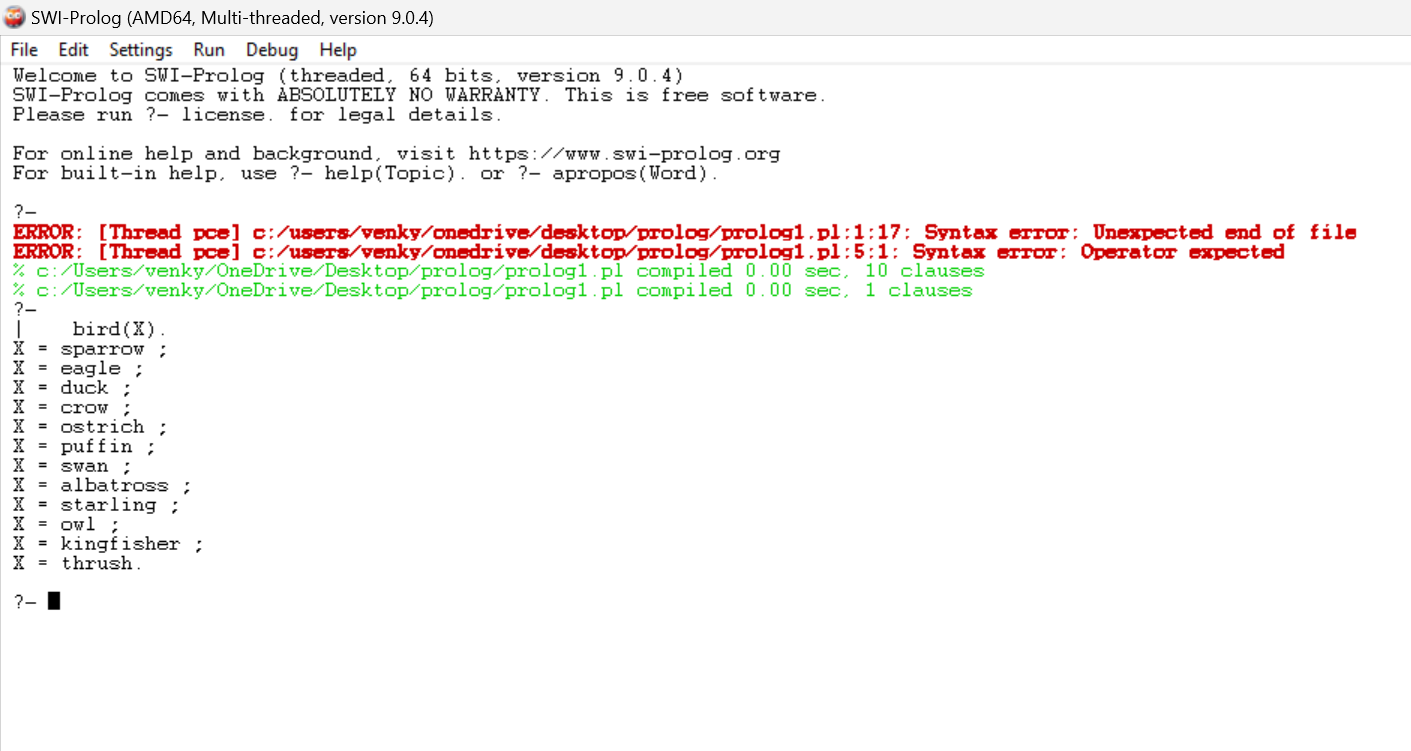 SWI-Prolog (AMD64, Multi-threaded, version 9.0.4)
File Edit Settings Run Debug Help
Welcome to SWI-Prolog (threaded, 64 bits, version 9.0.4)
SWI-Prolog comes with ABSOLUTELY NO WARRANTY. This is free software.
Please run ?- license. for legal details.
For online help and background, visit https://www.swi-prolog.org
For built-in help, use ?- help(Topic). or ?- apropos(Word).
?-
ERROR: [Thread pce] c:/users/venky/onedrive/desktop/prolog/prolog1.pl:1:17: Syntax error: Unexpected end of file
ERROR: [Thread pce] c:/users/venky/onedrive/desktop/prolog/prolog1.pl:5:1: Syntax error: Operator expected
% c:/Users/venky/OneDrive/Desktop/prolog/prolog1.pl compiled 0.00 sec, 10 clauses
% c:/Users/venky/OneDrive/Desktop/prolog/prolog1.pl compiled 0.00 sec, 1 clauses
?-
| bird(X).
X = sparrow ;
X = eagle ;
X = duck ;
X = crow ;
X = ostrich ;
X = puffin ;
X = swan ;
X = albatross ;
X = starling ;
X = owl ;
X = kingfisher ;
X = thrush.
?-